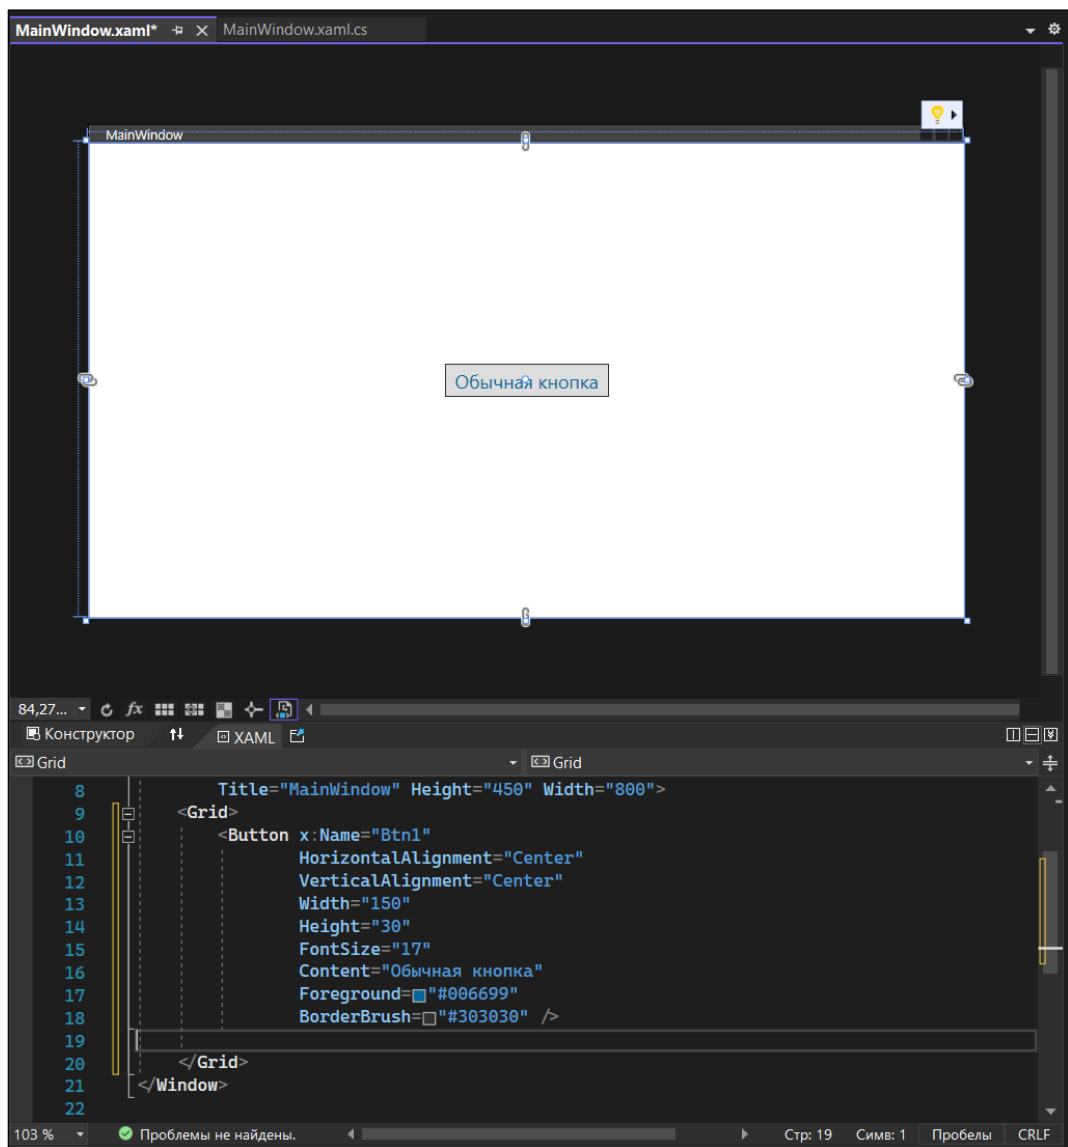 MainWindow.xaml* MainWindow.xaml.cs
MainWindow
Обычная кнопка
84,27... fx
Конструктор XAML
Grid Grid
8 Title="MainWindow" Height="450" Width="800">
9 <Grid>
10 <Button x:Name="Btn1"
11 HorizontalAlignment="Center"
12 VerticalAlignment="Center"
13 Width="150"
14 Height="30"
15 FontSize="17"
16 Content="Обычная кнопка"
17 Foreground="#006699"
18 BorderBrush="#303030" />
19
20 </Grid>
21 </Window>
22
103 % Проблемы не найдены. Стр: 19 Симв: 1 Пробелы CRLF